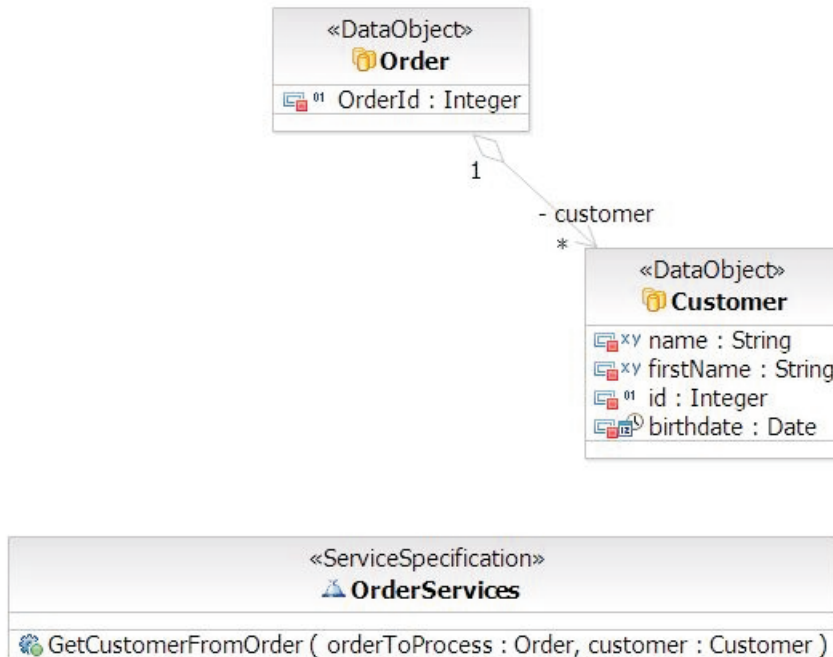 «DataObject»
Order
01 OrderId : Integer
1
- customer
*
«DataObject»
Customer
xy name : String
xy firstName : String
01 id : Integer
12 birthdate : Date
«ServiceSpecification»
OrderServices
GetCustomerFromOrder ( orderToProcess : Order, customer : Customer )